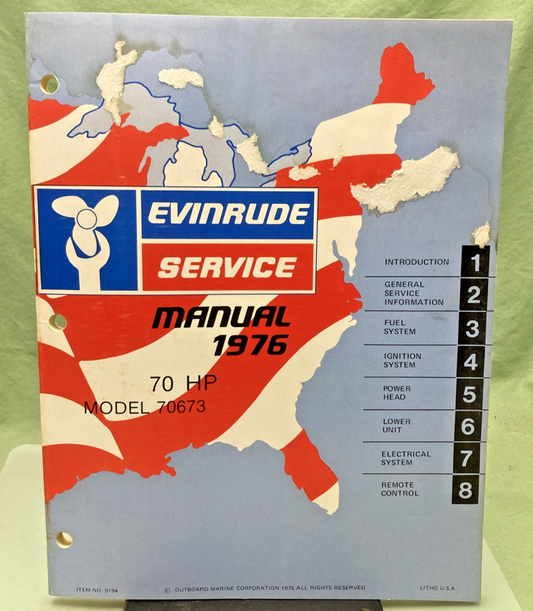 EVINRUDE
SERVICE
MANUAL
1976
70 HP
MODEL 70673
INTRODUCTION 1
GENERAL
SERVICE
INFORMATION 2
FUEL
SYSTEM 3
IGNITION
SYSTEM 4
POWER
HEAD 5
LOWER
UNIT 6
ELECTRICAL
SYSTEM 7
REMOTE
CONTROL 8
ITEM NO. 5194
© OUTBOARD MARINE CORPORATION 1975 ALL RIGHTS RESERVED
LITHO U.S.A.